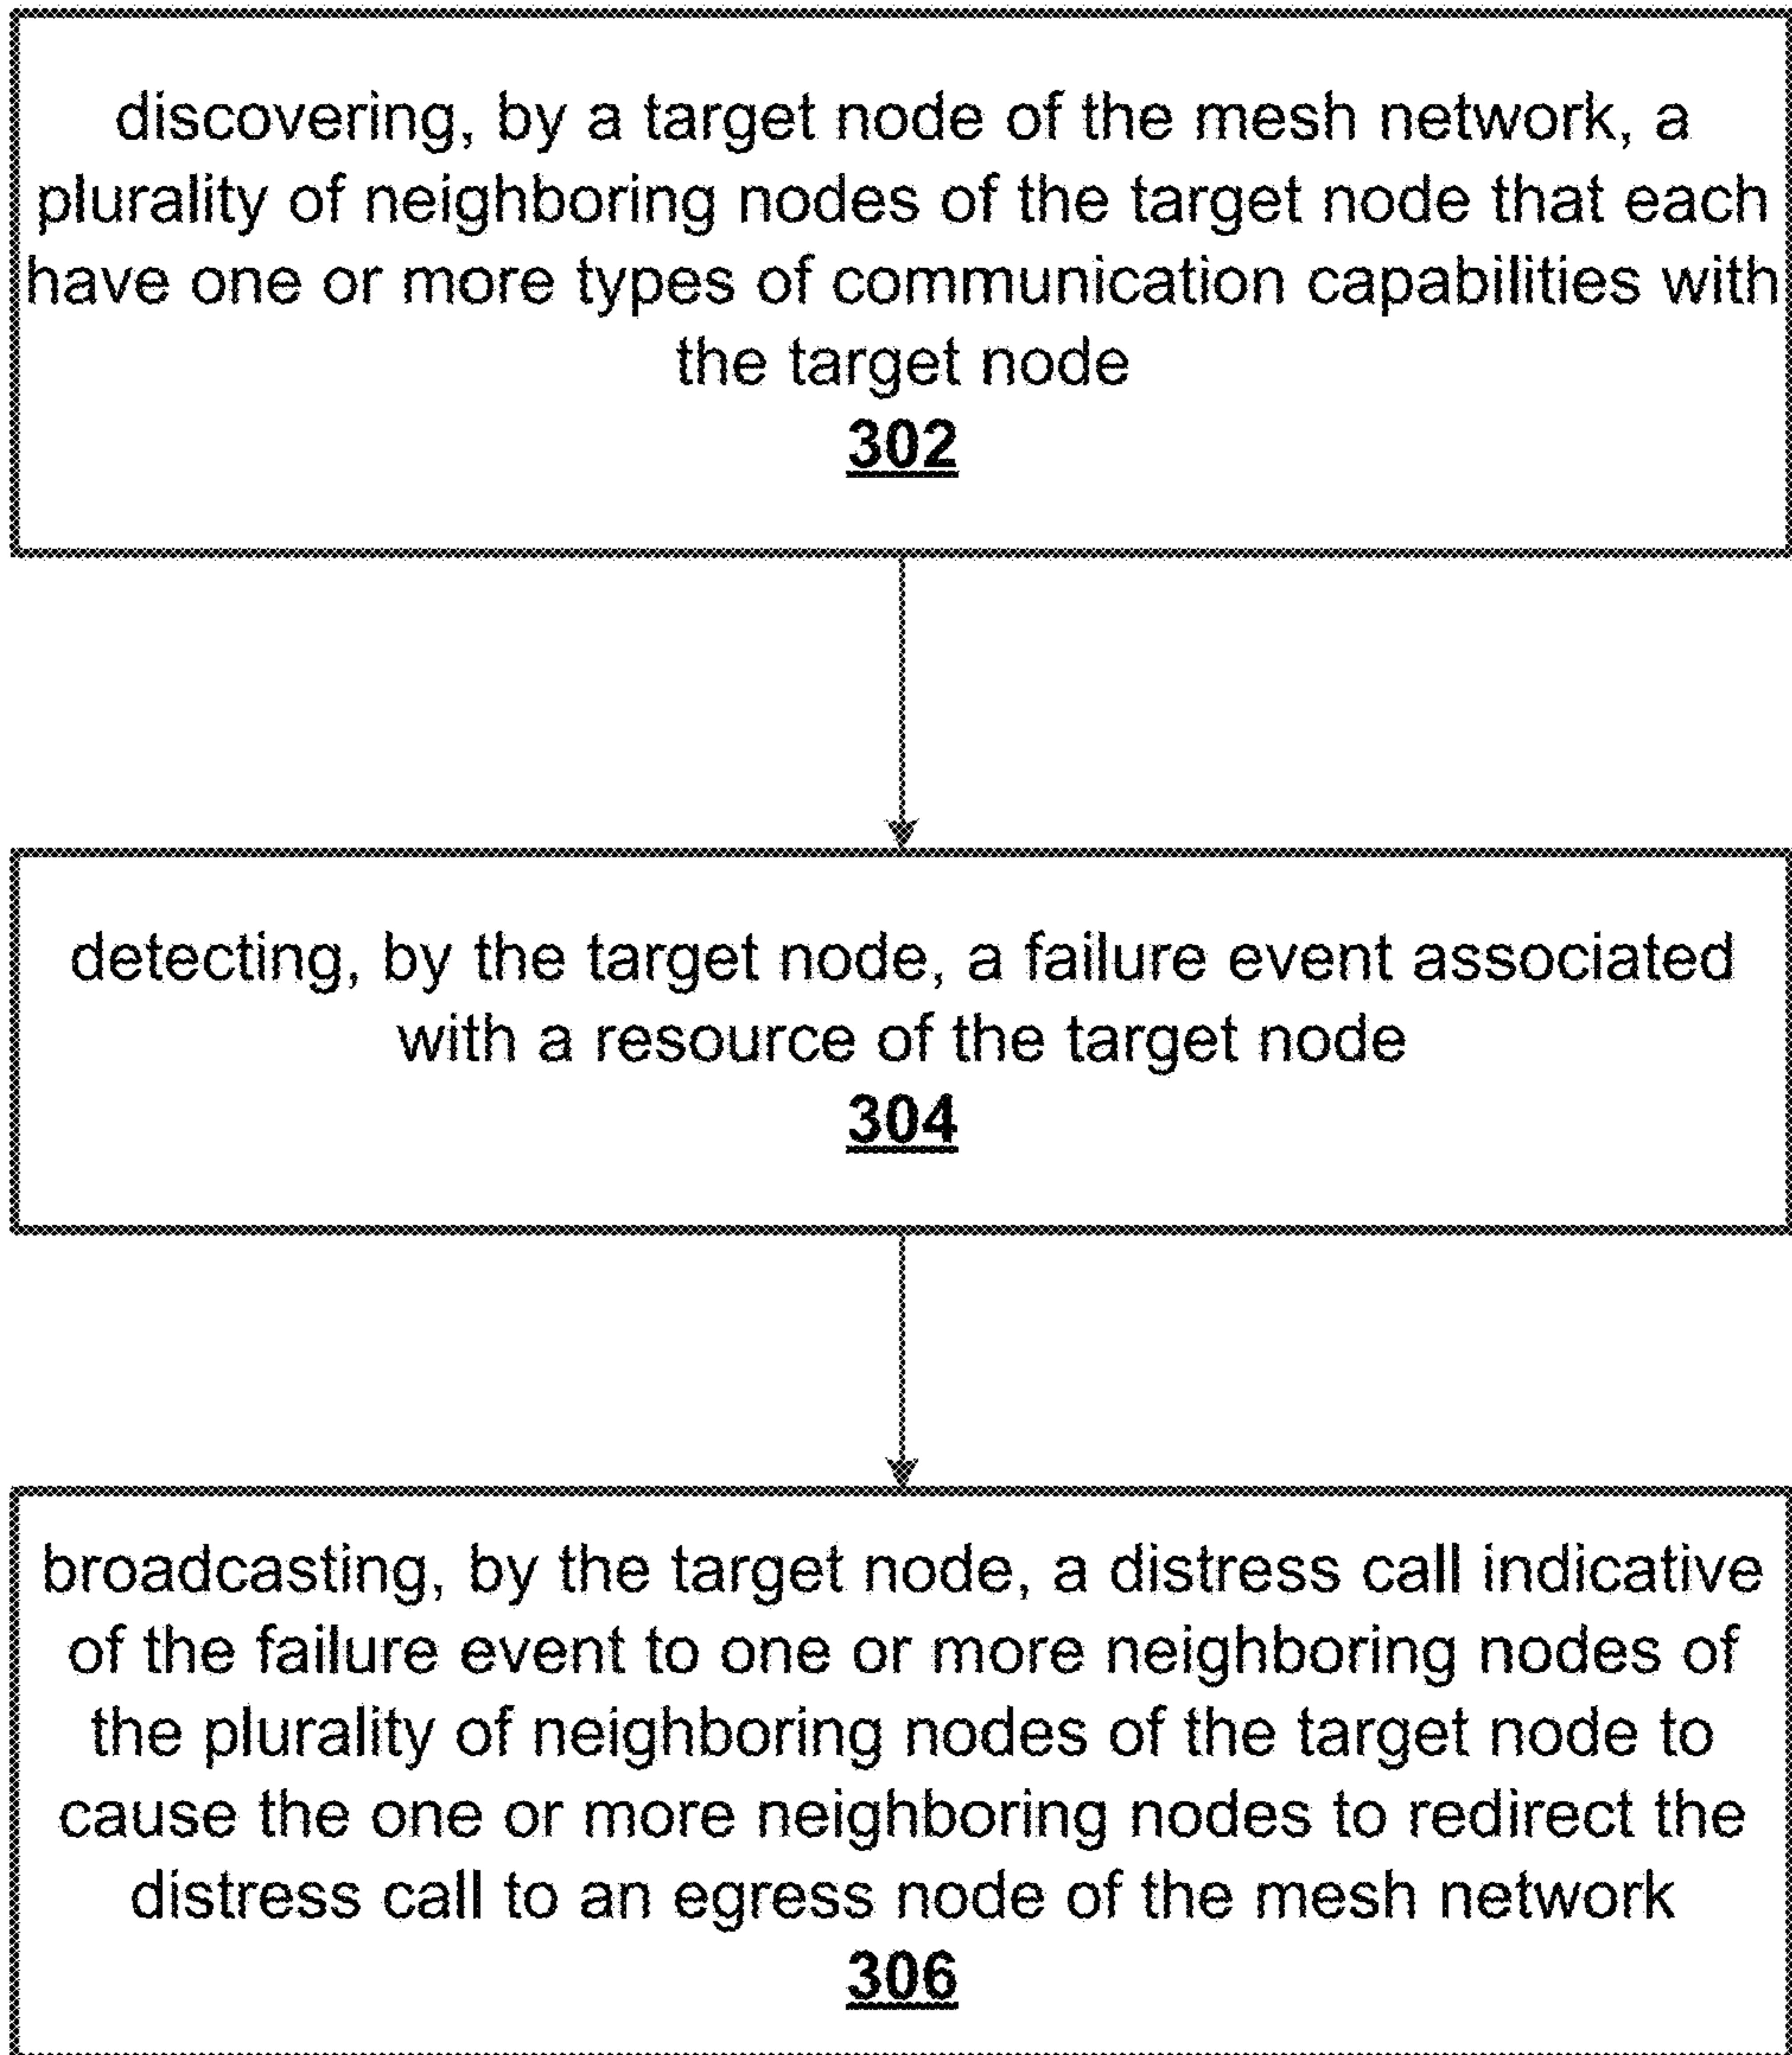 discovering, by a target node of the mesh network, a
plurality of neighboring nodes of the target node that each
have one or more types of communication capabilities with
the target node
302
detecting, by the target node, a failure event associated
with a resource of the target node
304
broadcasting, by the target node, a distress call indicative
of the failure event to one or more neighboring nodes of
the plurality of neighboring nodes of the target node to
cause the one or more neighboring nodes to redirect the
distress call to an egress node of the mesh network
306